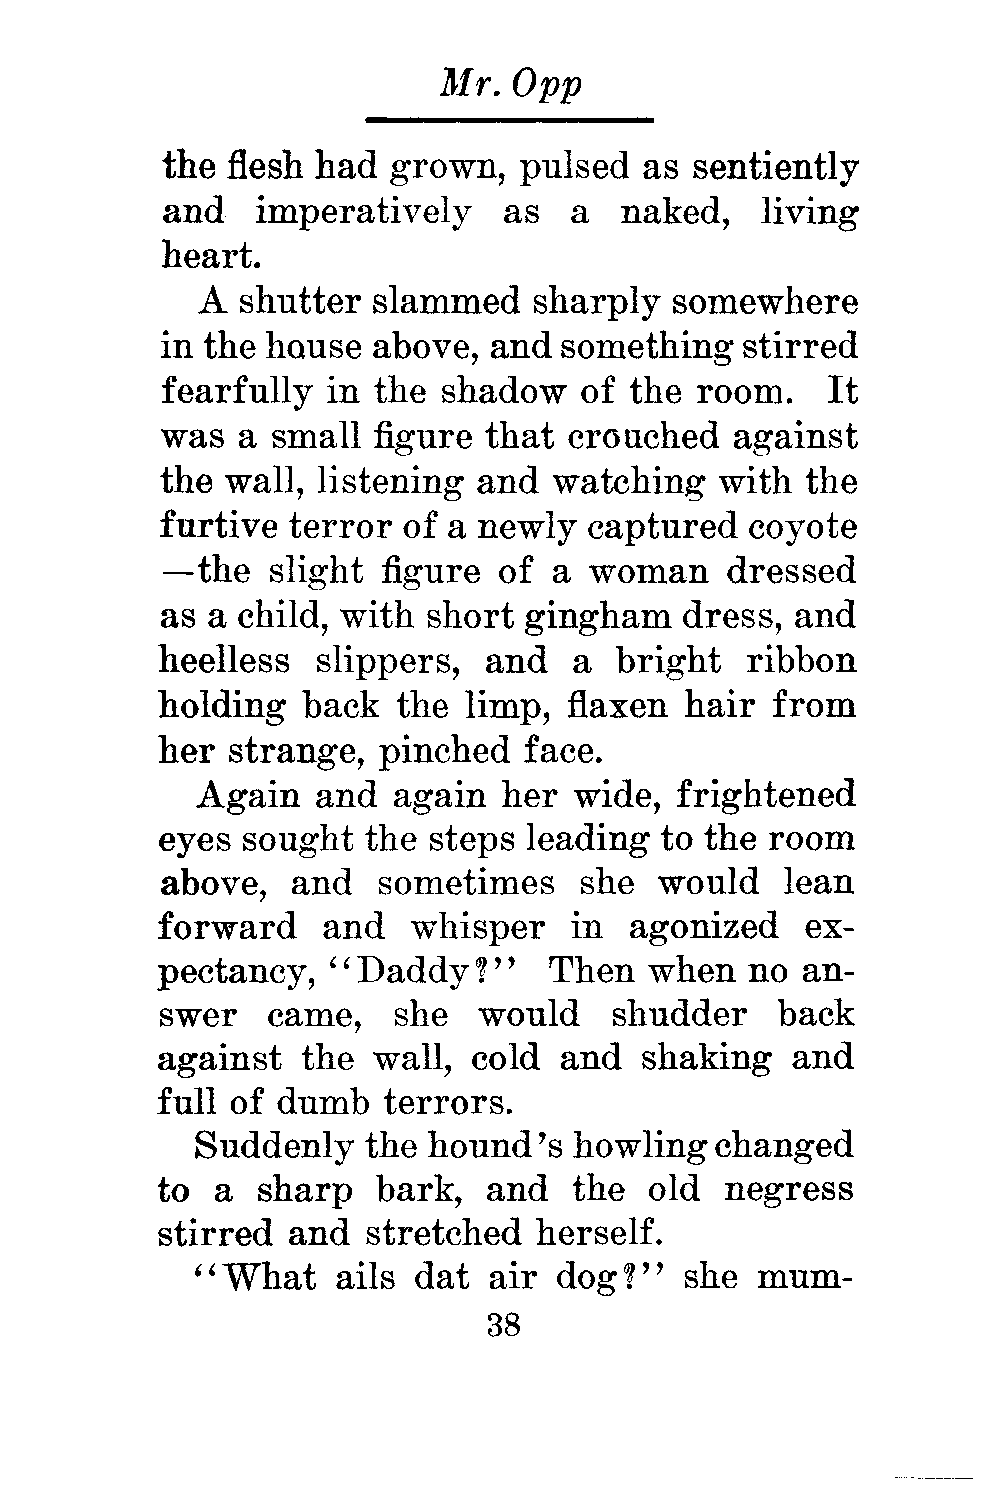 Mr. Opp
the flesh had grown, pulsed as sentiently
and imperatively as a naked, living
heart.
A shutter slammed sharply somewhere
in the house above, and something stirred
fearfully in the shadow of the room. It
was a small figure that crouched against
the wall, listening and watching with the
furtive terror of a newly captured coyote
—the slight figure of a woman dressed
as a child, with short gingham dress, and
heelless slippers, and a bright ribbon
holding back the limp, flaxen hair from
her strange, pinched face.
Again and again her wide, frightened
eyes sought the steps leading to the room
above, and sometimes she would lean
forward and whisper in agonized ex-
pectancy, "Daddy?" Then when no an-
swer came, she would shudder back
against the wall, cold and shaking and
full of dumb terrors.
Suddenly the hound's howling changed
to a sharp bark, and the old negress
stirred and stretched herself.
"What ails dat air dog?" she mum-
38